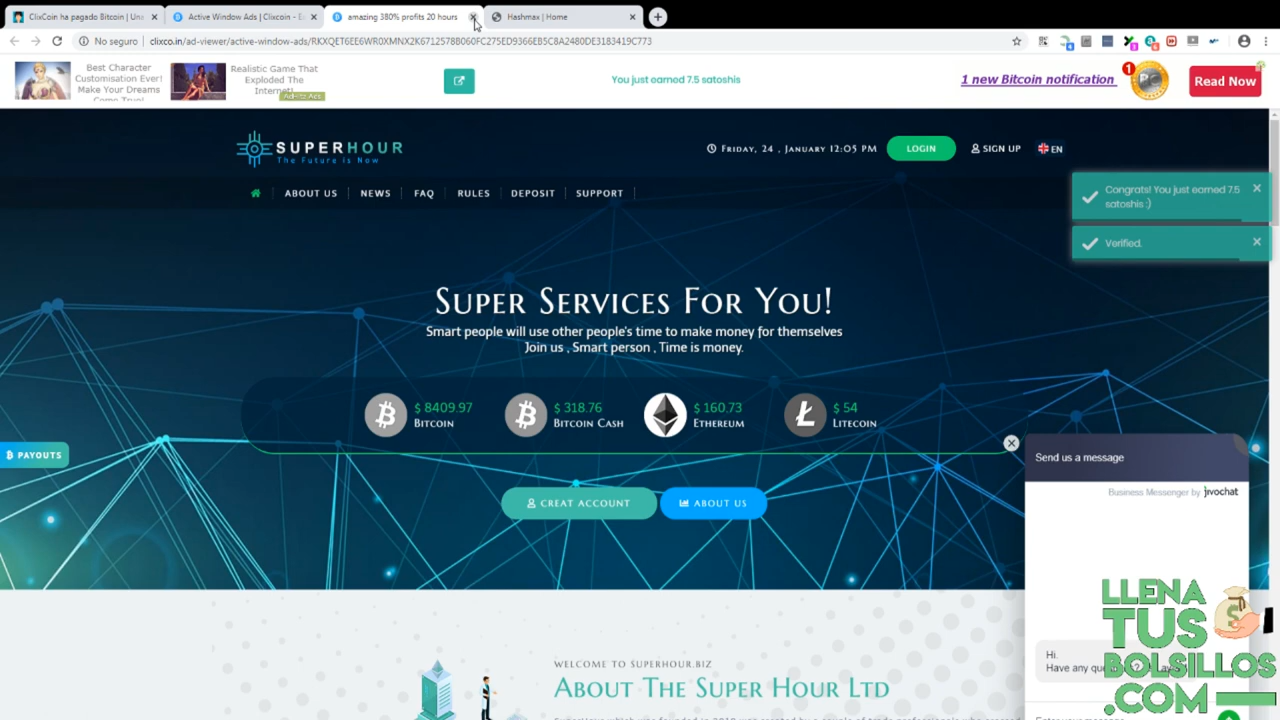 ClixCoin ha pagado Bitcoin | Una
Active Window Ads | Clixcoin - E
amazing 380% profits 20 hours
Hashmax | Home
No seguro
clixco.in/ad-viewer/active-window-ads/RKXQET6EE6WR0XMNX2K6712578B060FC275ED9366EB5C8A2480DE3183419C773
Best Character
Customisation Ever!
Make Your Dreams
Come True!
Realistic Game That
Exploded The
Internet!
You just earned 7.5 satoshis
1 new Bitcoin notification
1
Read Now
SUPERHOUR
The Future is Now
Friday, 24 , January 12:05 PM
LOGIN
SIGN UP
EN
ABOUT US
NEWS
FAQ
RULES
DEPOSIT
SUPPORT
Congrats! You just earned 7.5
satoshis :)
Verified.
Super Services For You!
Smart people will use other people's time to make money for themselves
Join us , Smart person , Time is money.
$ 8409.97
Bitcoin
$ 318.76
Bitcoin Cash
$ 160.73
Ethereum
$ 54
Litecoin
PAYOUTS
CREAT ACCOUNT
ABOUT US
Send us a message
Business Messenger by jivochat
Hi.
Have any
WELCOME TO SUPERHOUR.BIZ
About The Super Hour Ltd
LLENA
TUS
BOLSILLOS
.COM